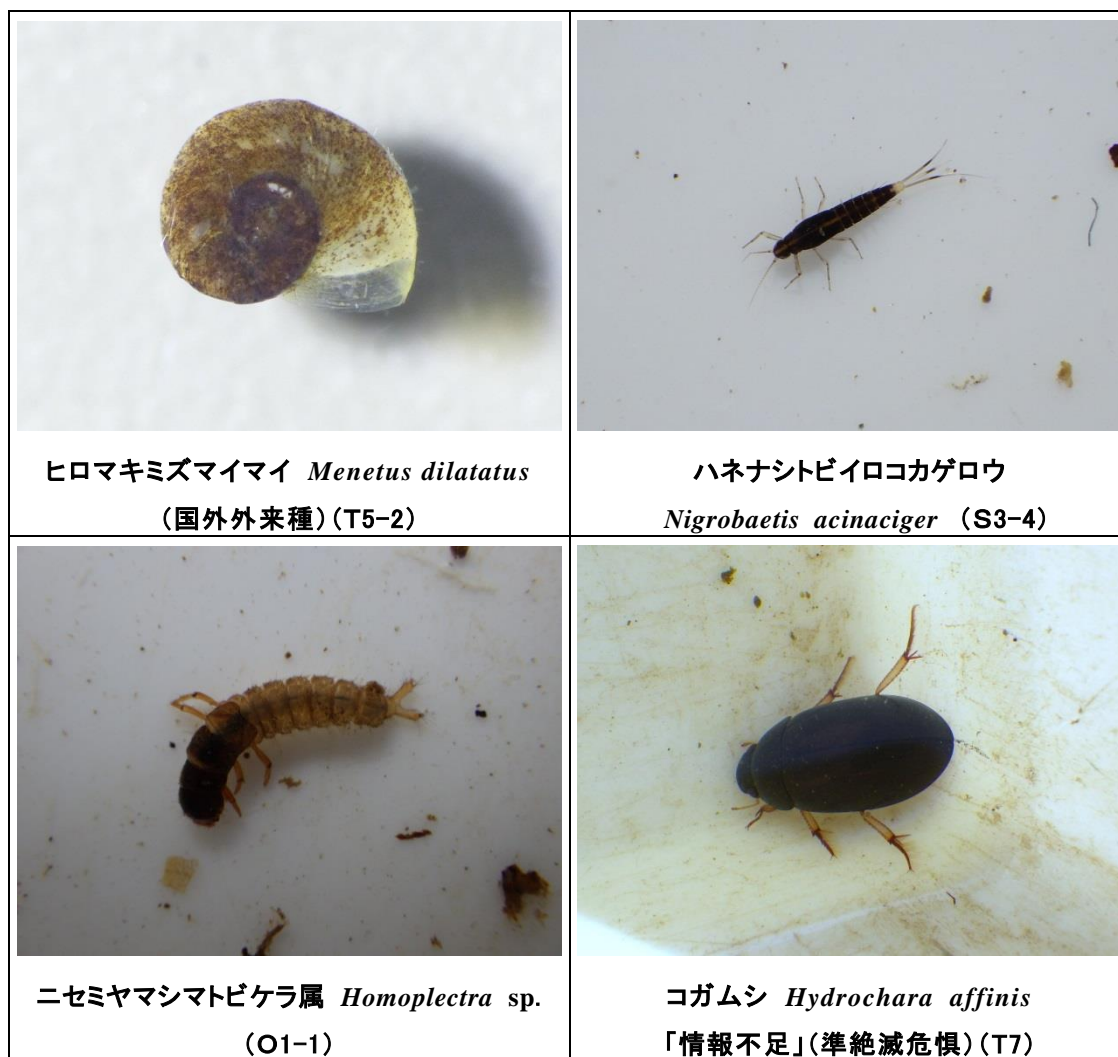 ヒロマキミズマイマイ Menetus dilatatus
(国外外来種)(T5-2)
ハネナシトビイロコカゲロウ
Nigrobaetis acinaciger (S3-4)
ニセミヤマシマトビケラ属 Homoplectra sp.
(O1-1)
コガムシ Hydrochara affinis
「情報不足」(準絶滅危惧)(T7)